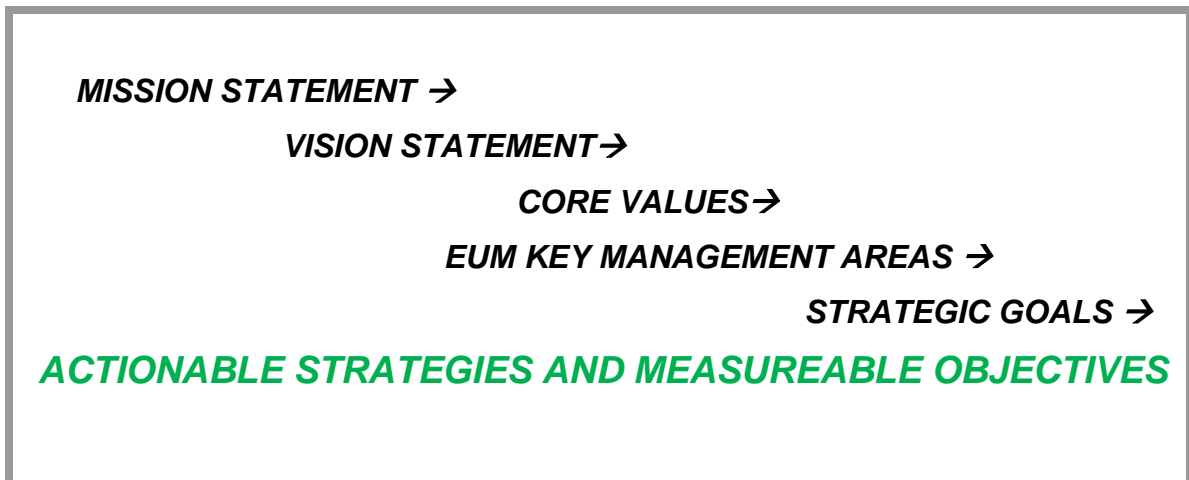 MISSION STATEMENT →
VISION STATEMENT→
CORE VALUES→
EUM KEY MANAGEMENT AREAS →
STRATEGIC GOALS →
ACTIONABLE STRATEGIES AND MEASUREABLE OBJECTIVES